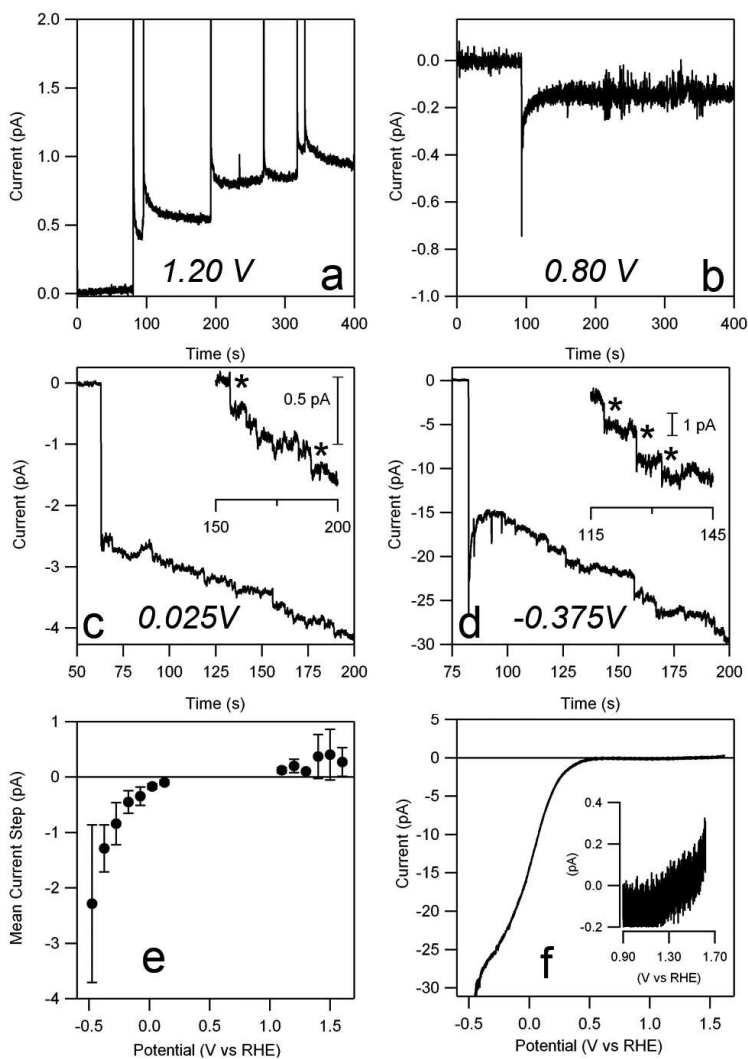 2.0
1.5
1.0
0.5
0.0
Current (pA)
1.20 V
a
0 100 200 300 400
Time (s)
0.0
-0.2
-0.4
-0.6
-0.8
-1.0
Current (pA)
0.80 V
b
0 100 200 300 400
Time (s)
0
-1
-2
-3
-4
Current (pA)
*
*
0.5 pA
150 200
c
0.025V
50 75 100 125 150 175 200
Time (s)
0
-5
-10
-15
-20
-25
-30
Current (pA)
*
*
*
1 pA
115 145
d
-0.375V
75 100 125 150 175 200
Time (s)
1
0
-1
-2
-3
-4
Mean Current Step (pA)
e
-0.5 0.0 0.5 1.0 1.5
Potential (V vs RHE)
5
0
-5
-10
-15
-20
-25
-30
Current (pA)
0.4
0.2
0.0
-0.2
(pA)
0.90 1.30 1.70
(V vs RHE)
f
-0.5 0.0 0.5 1.0 1.5
Potential (V vs RHE)